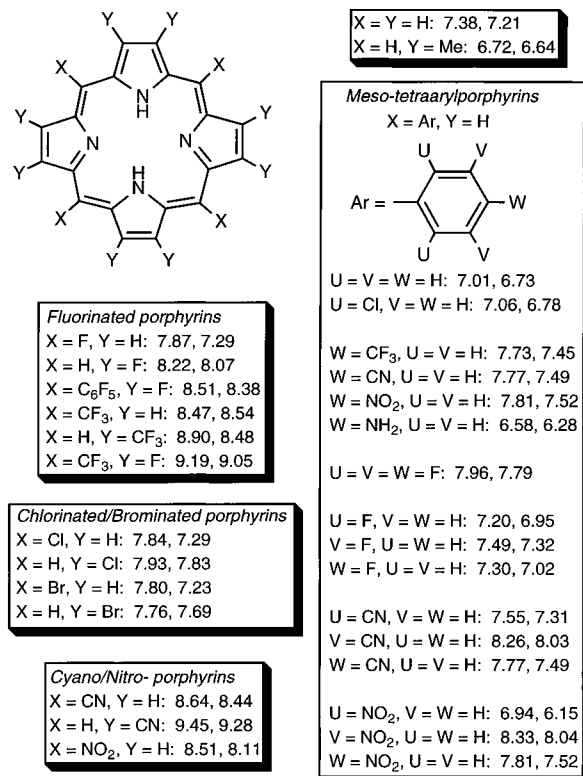 Y Y
X X
NH
Y Y
N N
Y Y
H
N
X X
Y Y
X = Y = H: 7.38, 7.21
X = H, Y = Me: 6.72, 6.64
Meso-tetraarylporphyrins
X = Ar, Y = H
U V
Ar = W
U V
U = V = W = H: 7.01, 6.73
U = Cl, V = W = H: 7.06, 6.78
W = CF3, U = V = H: 7.73, 7.45
W = CN, U = V = H: 7.77, 7.49
W = NO2, U = V = H: 7.81, 7.52
W = NH2, U = V = H: 6.58, 6.28
U = V = W = F: 7.96, 7.79
U = F, V = W = H: 7.20, 6.95
V = F, U = W = H: 7.49, 7.32
W = F, U = V = H: 7.30, 7.02
U = CN, V = W = H: 7.55, 7.31
V = CN, U = W = H: 8.26, 8.03
W = CN, U = V = H: 7.77, 7.49
U = NO2, V = W = H: 6.94, 6.15
V = NO2, U = W = H: 8.33, 8.04
W = NO2, U = V = H: 7.81, 7.52
Fluorinated porphyrins
X = F, Y = H: 7.87, 7.29
X = H, Y = F: 8.22, 8.07
X = C6F5, Y = F: 8.51, 8.38
X = CF3, Y = H: 8.47, 8.54
X = H, Y = CF3: 8.90, 8.48
X = CF3, Y = F: 9.19, 9.05
Chlorinated/Brominated porphyrins
X = Cl, Y = H: 7.84, 7.29
X = H, Y = Cl: 7.93, 7.83
X = Br, Y = H: 7.80, 7.23
X = H, Y = Br: 7.76, 7.69
Cyano/Nitro- porphyrins
X = CN, Y = H: 8.64, 8.44
X = H, Y = CN: 9.45, 9.28
X = NO2, Y = H: 8.51, 8.11